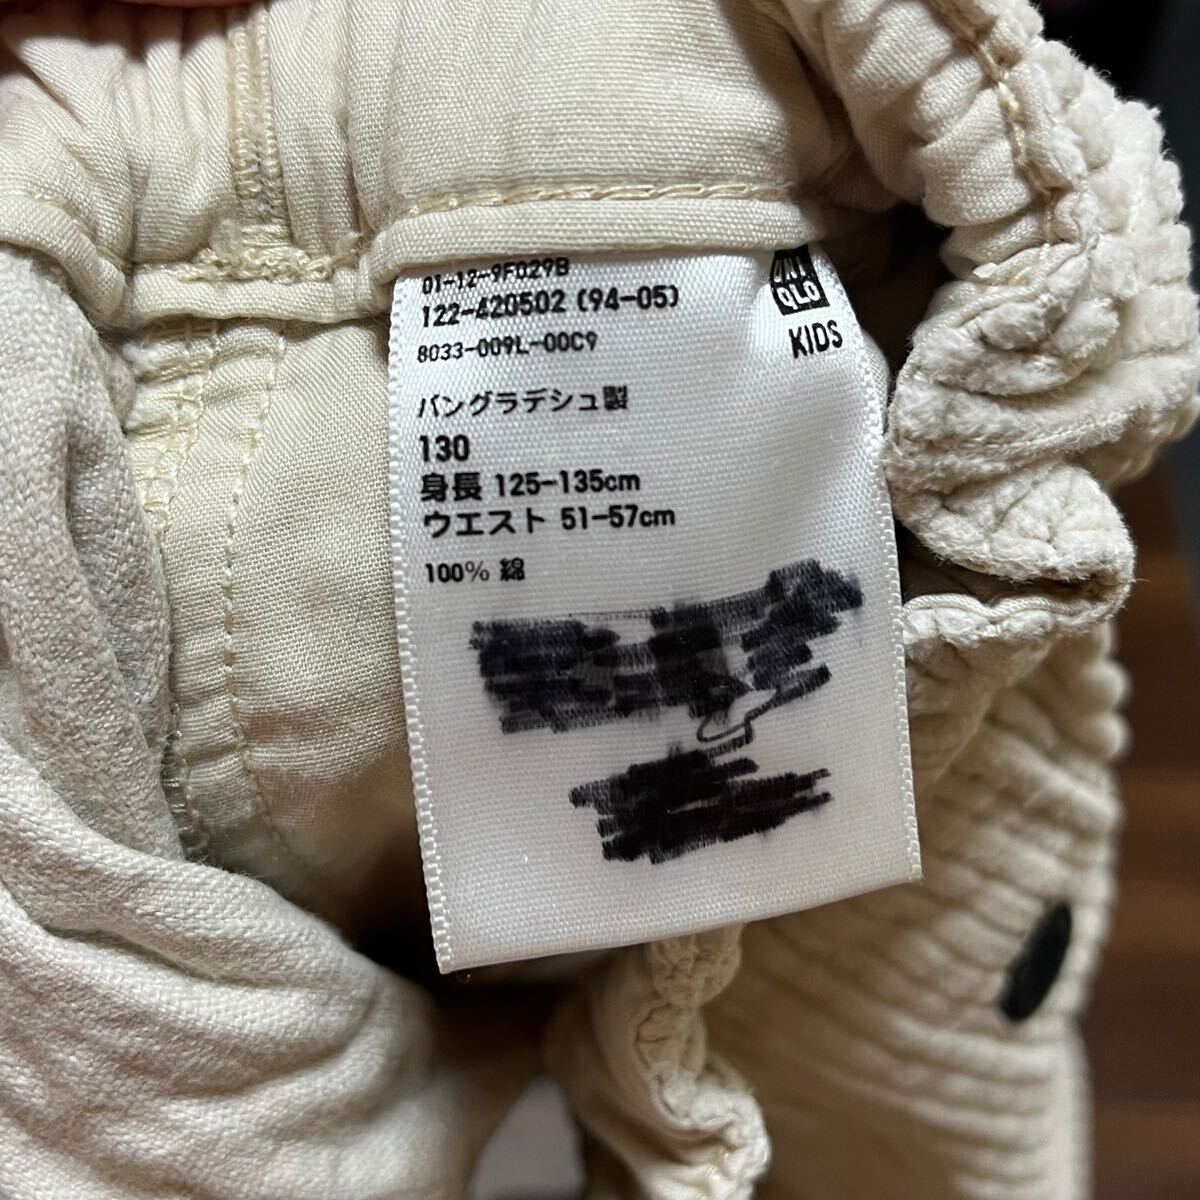 01-12-9F029B
122-420502 (94-05)
8033-009L-00C9
UNI
QLO
KIDS
バングラデシュ製
130
身長 125-135cm
ウエスト 51-57cm
100% 綿